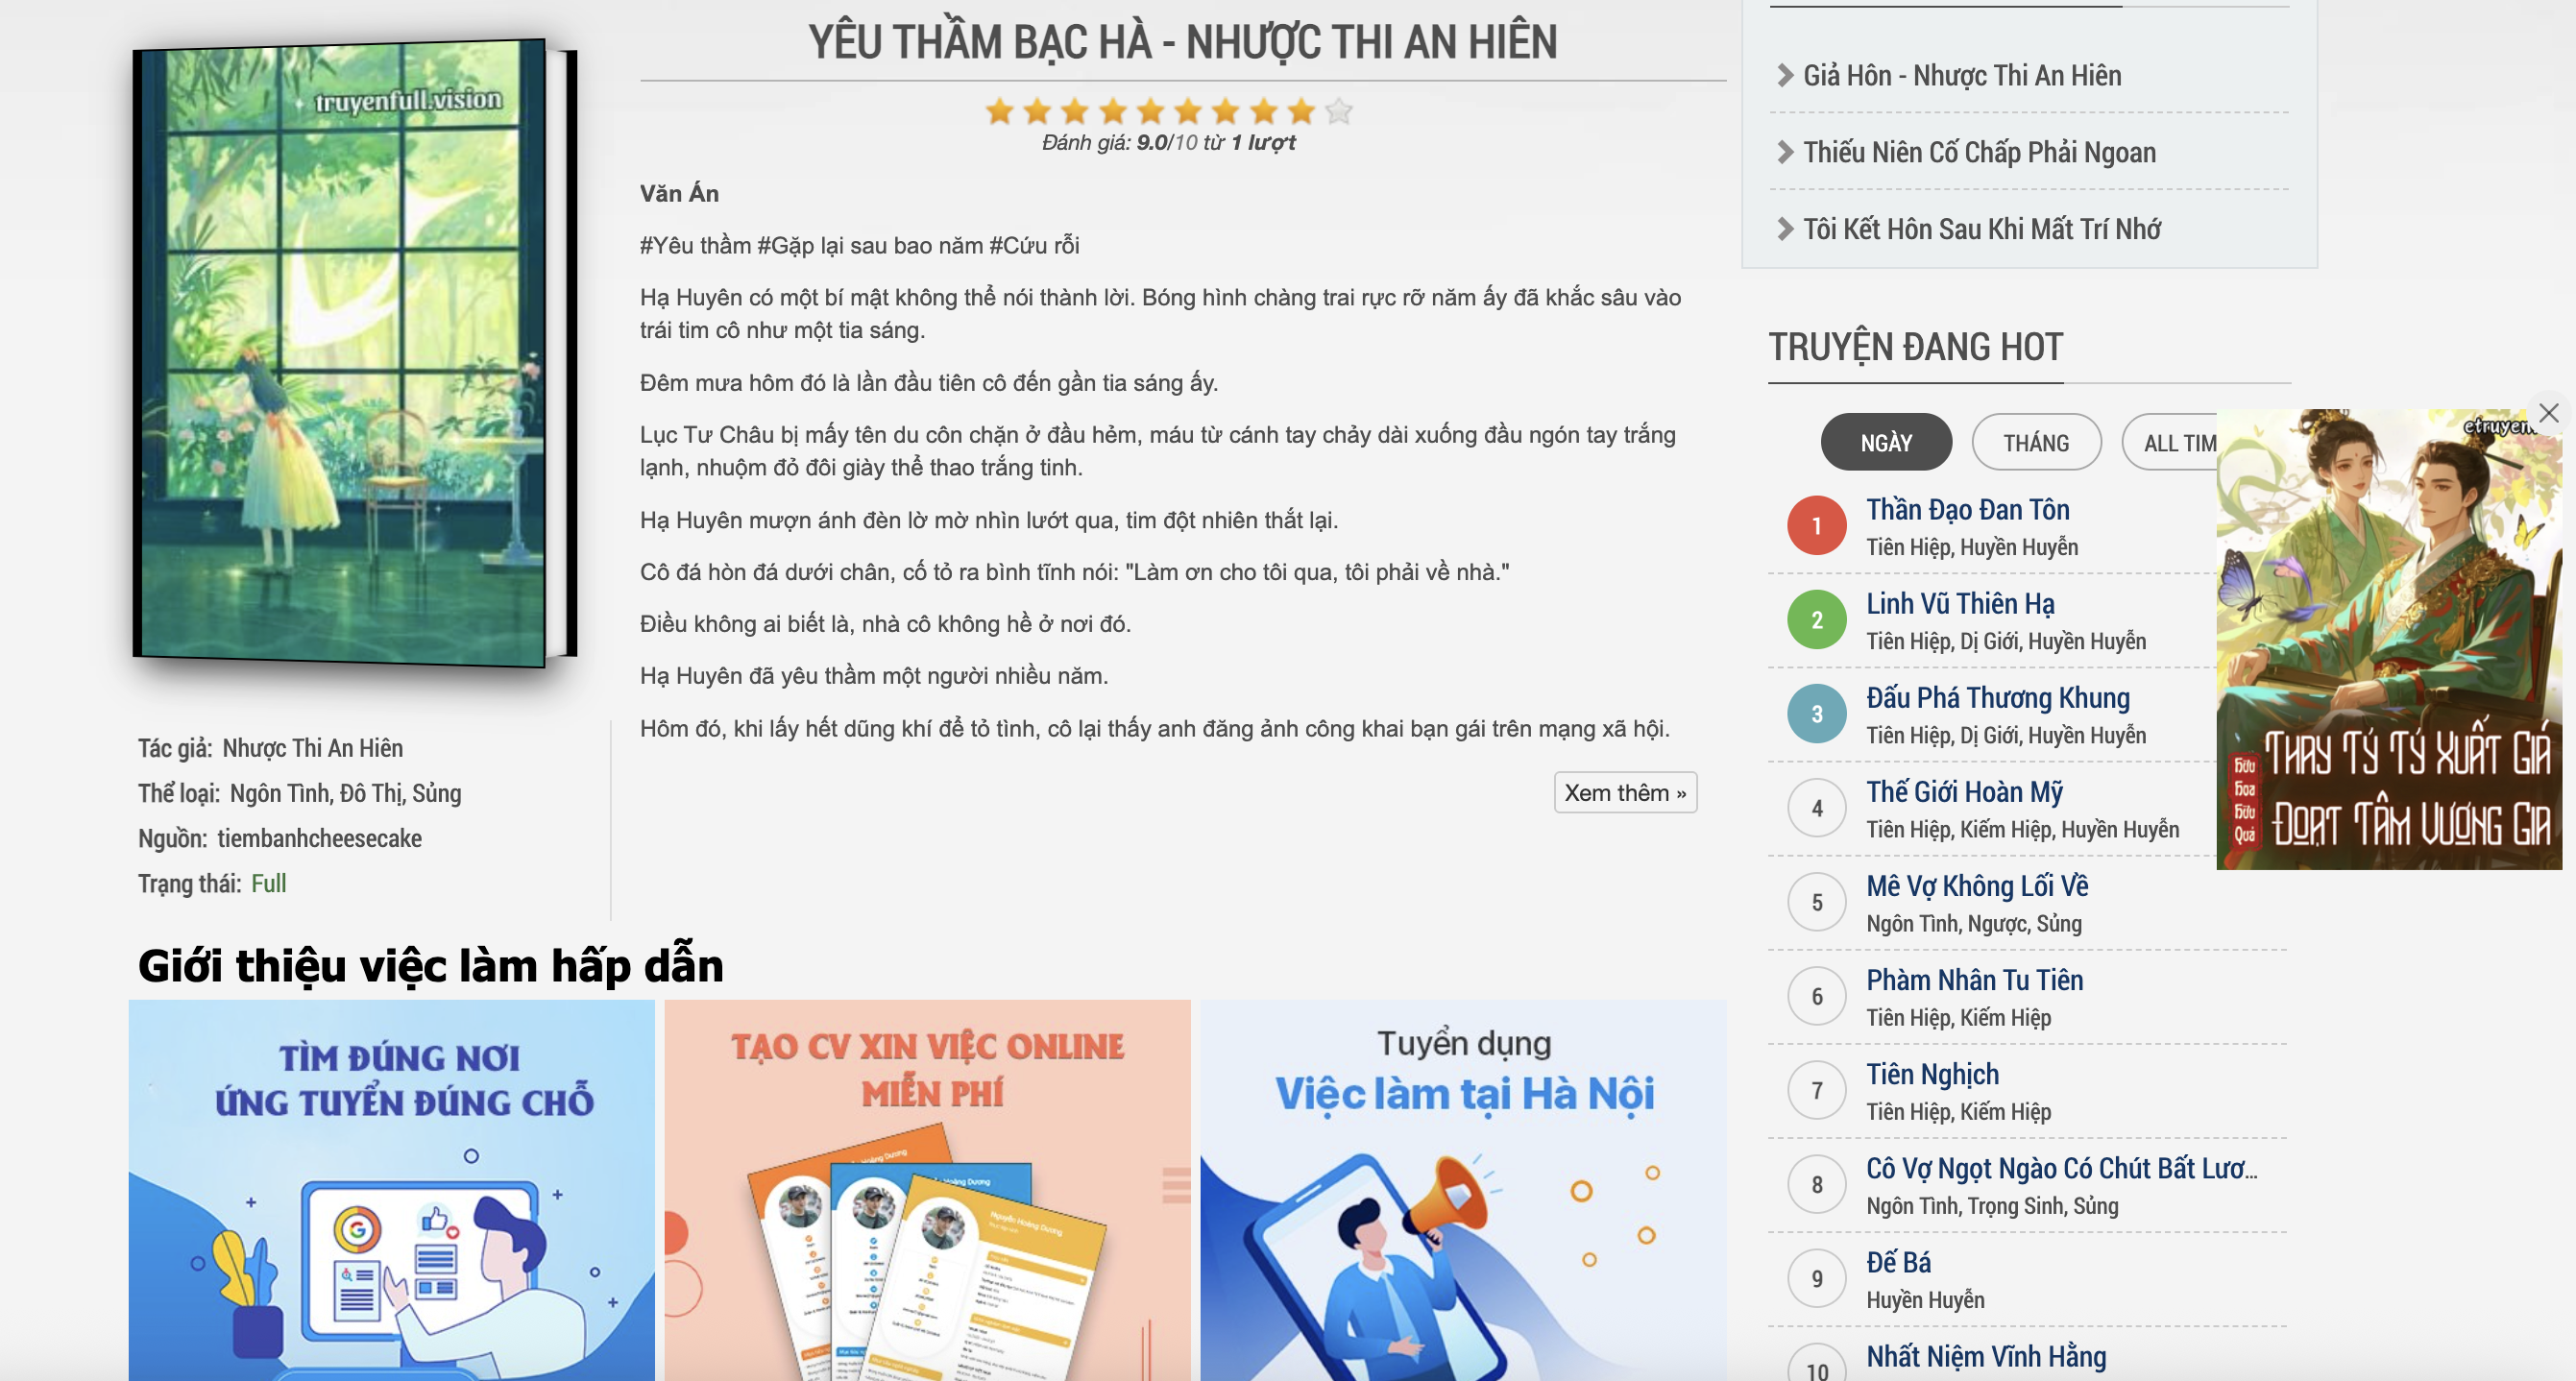 truyenfull.vision
Tác giả: Nhược Thi An Hiên
Thể loại: Ngôn Tình, Đô Thị, Sủng
Nguồn: tiembanhcheesecake
Trạng thái: Full
YÊU THẦM BẠC HÀ - NHƯỢC THI AN HIÊN
Đánh giá: 9.0/10 từ 1 lượt
Văn Án
#Yêu thầm #Gặp lại sau bao năm #Cứu rỗi
Hạ Huyên có một bí mật không thể nói thành lời. Bóng hình chàng trai rực rỡ năm ấy đã khắc sâu vào
trái tim cô như một tia sáng.
Đêm mưa hôm đó là lần đầu tiên cô đến gần tia sáng ấy.
Lục Tư Châu bị mấy tên du côn chặn ở đầu hẻm, máu từ cánh tay chảy dài xuống đầu ngón tay trắng
lạnh, nhuộm đỏ đôi giày thể thao trắng tinh.
Hạ Huyên mượn ánh đèn lờ mờ nhìn lướt qua, tim đột nhiên thắt lại.
Cô đá hòn đá dưới chân, cố tỏ ra bình tĩnh nói: "Làm ơn cho tôi qua, tôi phải về nhà."
Điều không ai biết là, nhà cô không hề ở nơi đó.
Hạ Huyên đã yêu thầm một người nhiều năm.
Hôm đó, khi lấy hết dũng khí để tỏ tình, cô lại thấy anh đăng ảnh công khai bạn gái trên mạng xã hội.
Xem thêm »
Giới thiệu việc làm hấp dẫn
TÌM ĐÚNG NƠI
ỨNG TUYỂN ĐÚNG CHỖ
TẠO CV XIN VIỆC ONLINE
MIỄN PHÍ
Hoàng Dương
Hoàng Dương
Nguyễn Hoàng Dương
Tuyển dụng
Việc làm tại Hà Nội
Giả Hôn - Nhược Thi An Hiên
Thiếu Niên Cố Chấp Phải Ngoan
Tôi Kết Hôn Sau Khi Mất Trí Nhớ
TRUYỆN ĐANG HOT
NGÀY
THÁNG
ALL TIM
1
Thần Đạo Đan Tôn
Tiên Hiệp, Huyền Huyễn
2
Linh Vũ Thiên Hạ
Tiên Hiệp, Dị Giới, Huyền Huyễn
3
Đấu Phá Thương Khung
Tiên Hiệp, Dị Giới, Huyền Huyễn
4
Thế Giới Hoàn Mỹ
Tiên Hiệp, Kiếm Hiệp, Huyền Huyễn
5
Mê Vợ Không Lối Về
Ngôn Tình, Ngược, Sủng
6
Phàm Nhân Tu Tiên
Tiên Hiệp, Kiếm Hiệp
7
Tiên Nghịch
Tiên Hiệp, Kiếm Hiệp
8
Cô Vợ Ngọt Ngào Có Chút Bất Lươ...
Ngôn Tình, Trọng Sinh, Sủng
9
Đế Bá
Huyền Huyễn
10
Nhất Niệm Vĩnh Hằng
etruyen
THAY TỶ TỶ XUẤT GIÁ
ĐOẠT TÂM VƯƠNG GIA
Hữu
Hoa
Hữu
Quả